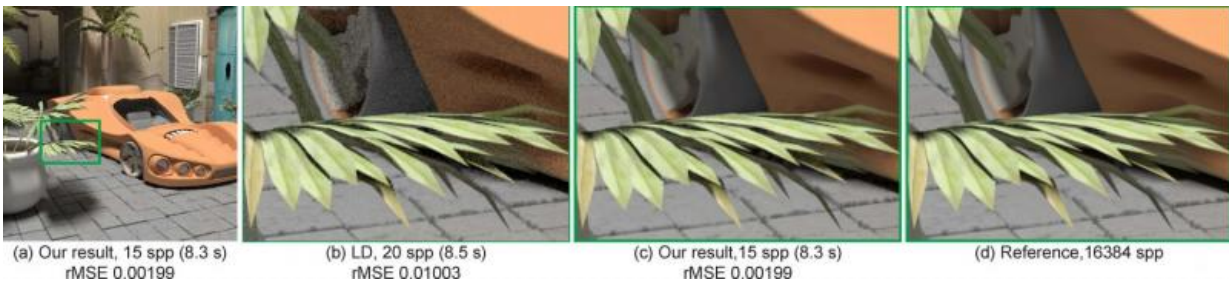 (a) Our result, 15 spp (8.3 s)
rMSE 0.00199
(b) LD, 20 spp (8.5 s)
rMSE 0.01003
(c) Our result,15 spp (8.3 s)
rMSE 0.00199
(d) Reference,16384 spp